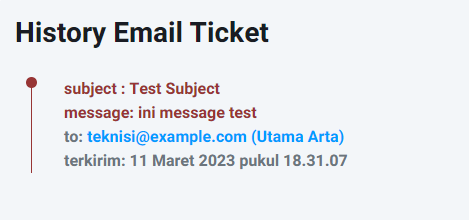 History Email Ticket
subject : Test Subject
message: ini message test
to: teknisi@example.com (Utama Arta)
terkirim: 11 Maret 2023 pukul 18.31.07